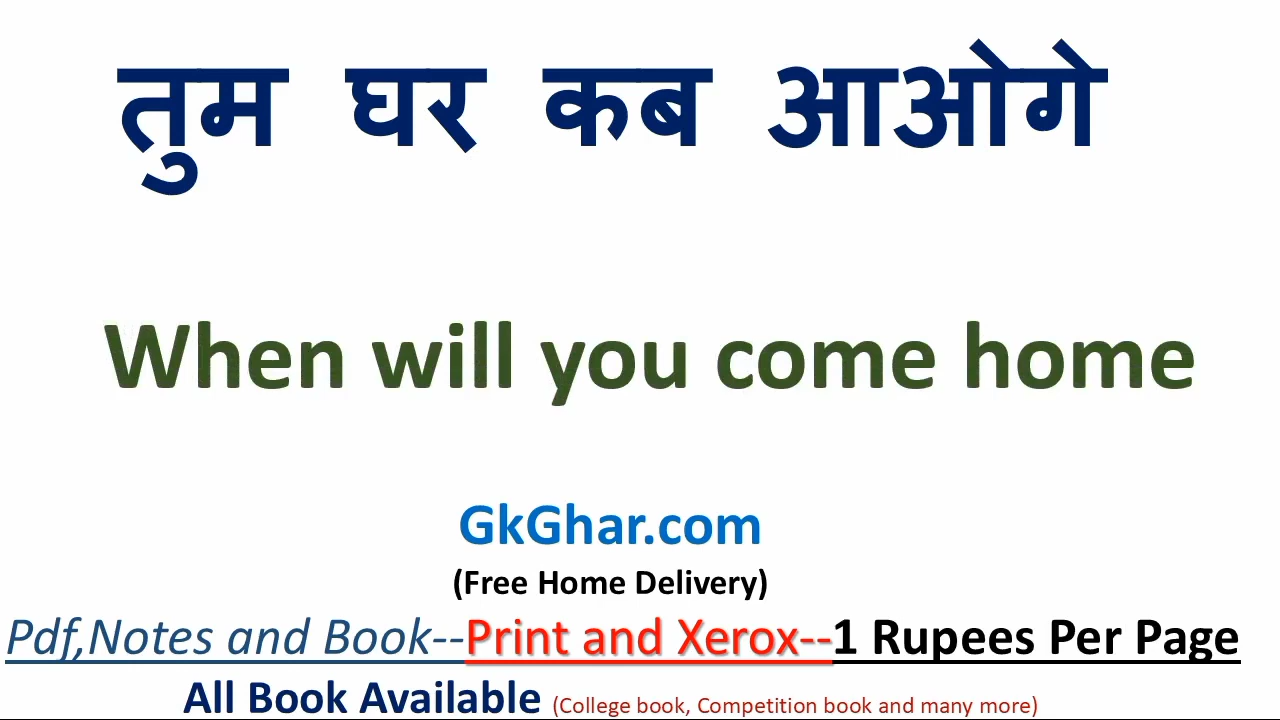 तुम घर कब आओगे
When will you come home
GkGhar.com
(Free Home Delivery)
Pdf,Notes and Book--Print and Xerox--1 Rupees Per Page
All Book Available (College book, Competition book and many more)